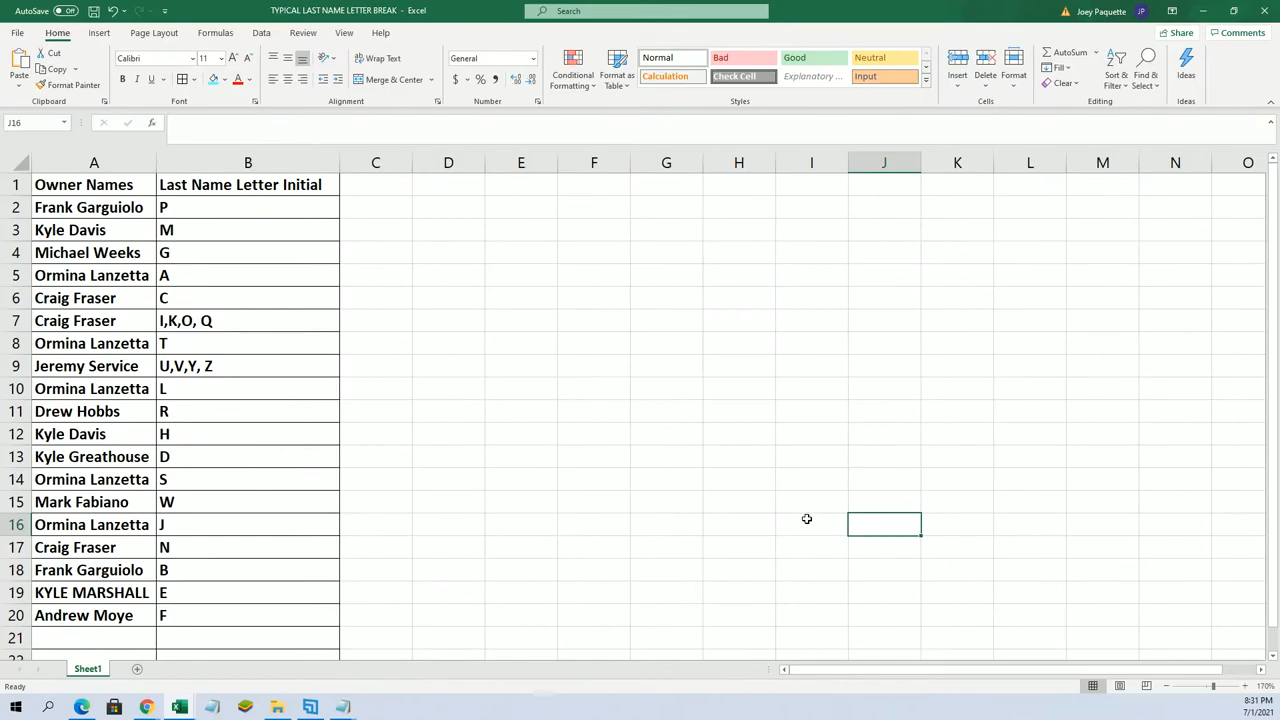 AutoSave Off TYPICAL LAST NAME LETTER BREAK - Excel Search Joey Paquette JP
File Home Insert Page Layout Formulas Data Review View Help Share Comments
Paste Cut Copy Format Painter Clipboard
Calibri 11 B I U Font
Wrap Text Merge & Center Alignment
General $ % Number
Conditional Formatting Format as Table
Normal Bad Good Neutral
Calculation Check Cell Explanatory ... Input
Styles
Insert Delete Format Cells
AutoSum Fill Clear Sort & Filter Find & Select Editing
Ideas Ideas
J16 fx
A B C D E F G H I J K L M N O
1 Owner Names Last Name Letter Initial
2 Frank Garguiolo P
3 Kyle Davis M
4 Michael Weeks G
5 Ormina Lanzetta A
6 Craig Fraser C
7 Craig Fraser I,K,O, Q
8 Ormina Lanzetta T
9 Jeremy Service U,V,Y, Z
10 Ormina Lanzetta L
11 Drew Hobbs R
12 Kyle Davis H
13 Kyle Greathouse D
14 Ormina Lanzetta S
15 Mark Fabiano W
16 Ormina Lanzetta J
17 Craig Fraser N
18 Frank Garguiolo B
19 KYLE MARSHALL E
20 Andrew Moye F
21
22
Sheet1
Ready 170%
8:31 PM
7/1/2021